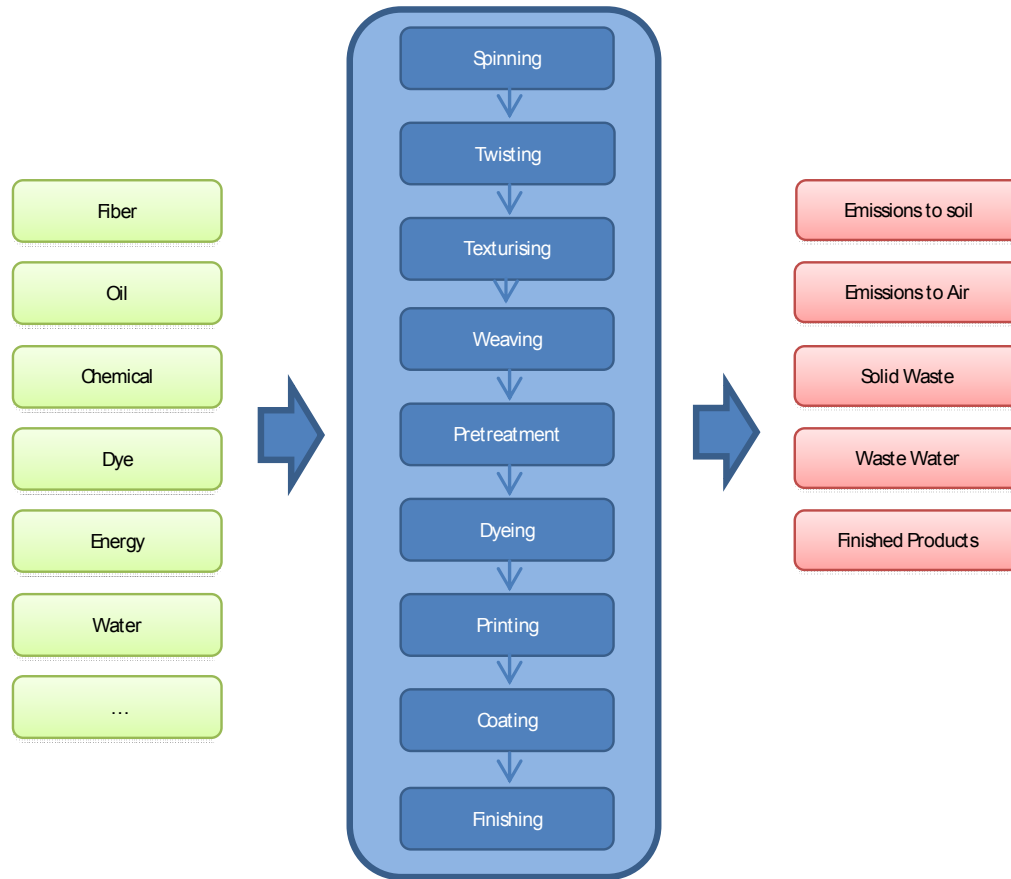 Fiber
Oil
Chemical
Dye
Energy
Water
…
Spinning
Twisting
Texturising
Weaving
Pretreatment
Dyeing
Printing
Coating
Finishing
Emissions to soil
Emissions to Air
Solid Waste
Waste Water
Finished Products